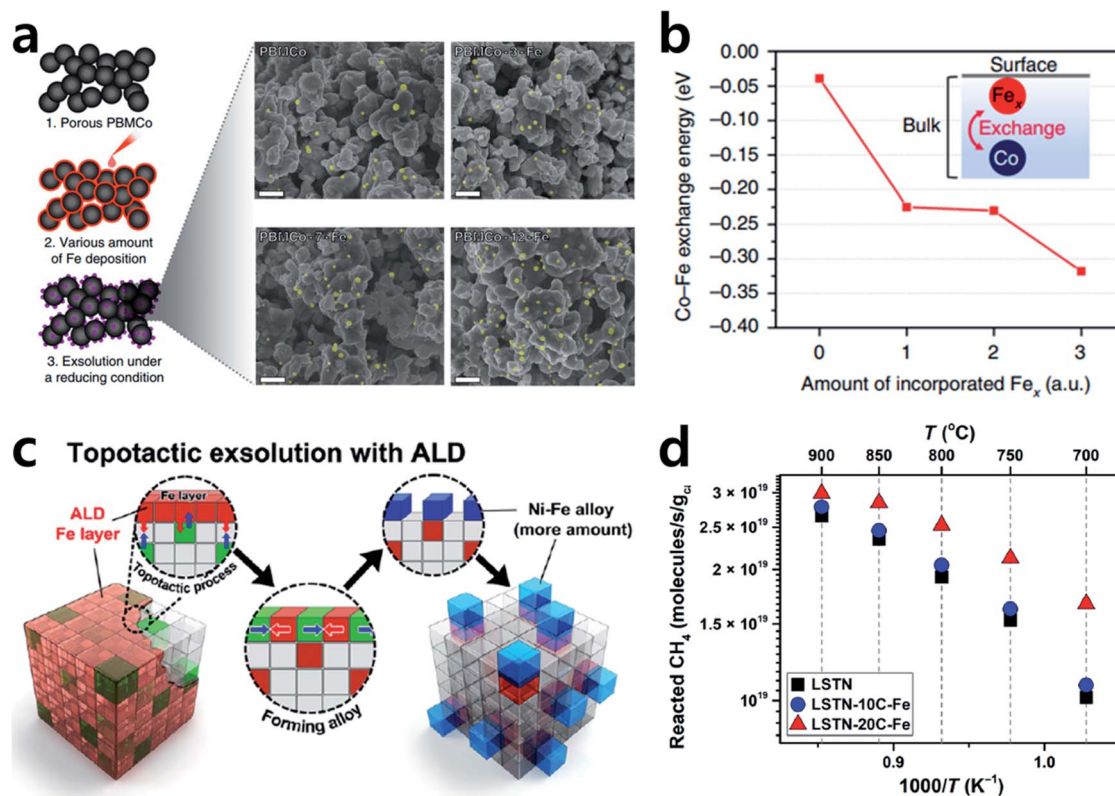 a
1. Porous PBMCo
2. Various amount
of Fe deposition
3. Exsolution under
a reducing condition
PBMCo
PBMCo - 3 - Fe
PBMCo - 7 - Fe
PBMCo - 12 - Fe
b
Co–Fe exchange energy (eV
0.00
−0.05
−0.10
−0.15
−0.20
−0.25
−0.30
−0.35
−0.40
Surface
Bulk
Feₓ
Exchange
Co
0
1
2
3
Amount of incorporated Feₓ (a.u.)
c
Topotactic exsolution with ALD
ALD
Fe layer
Fe layer
Topotactic process
Forming alloy
Ni-Fe alloy
(more amount)
d
T (°C)
900
850
800
750
700
Reacted CH₄ (molecules/s/g
3 × 10¹⁹
2.5 × 10¹⁹
2 × 10¹⁹
1.5 × 10¹⁹
10¹⁹
LSTN
LSTN-10C-Fe
LSTN-20C-Fe
0.9
1.0
1000/T (K⁻¹)